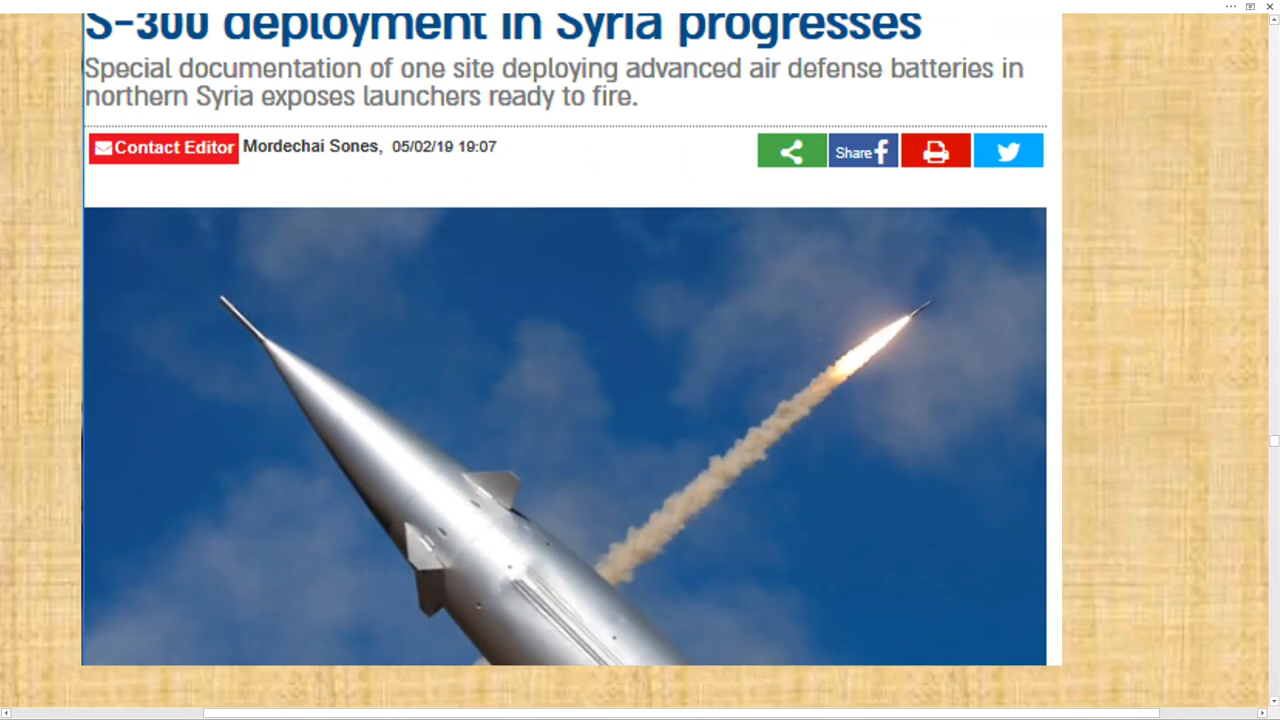 S-300 deployment in Syria progresses
Special documentation of one site deploying advanced air defense batteries in
northern Syria exposes launchers ready to fire.
Contact Editor Mordechai Sones, 05/02/19 19:07
Share